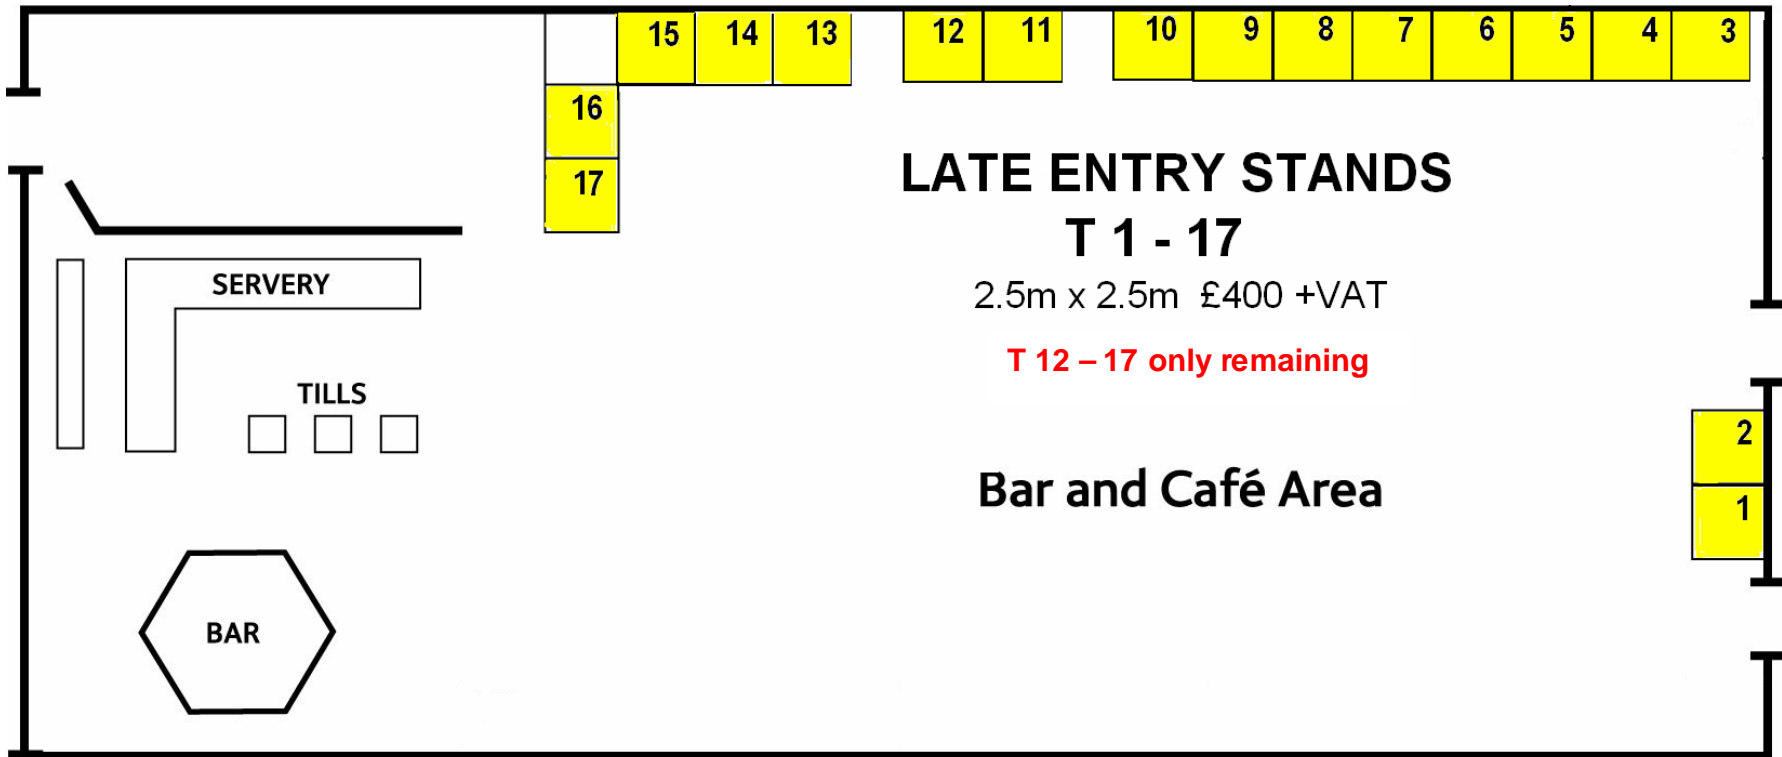 15 14 13 12 11 10 9 8 7 6 5 4 3
16
17
LATE ENTRY STANDS
T 1 - 17
2.5m x 2.5m £400 +VAT
T 12 – 17 only remaining
SERVERY
TILLS
2
1
Bar and Café Area
BAR